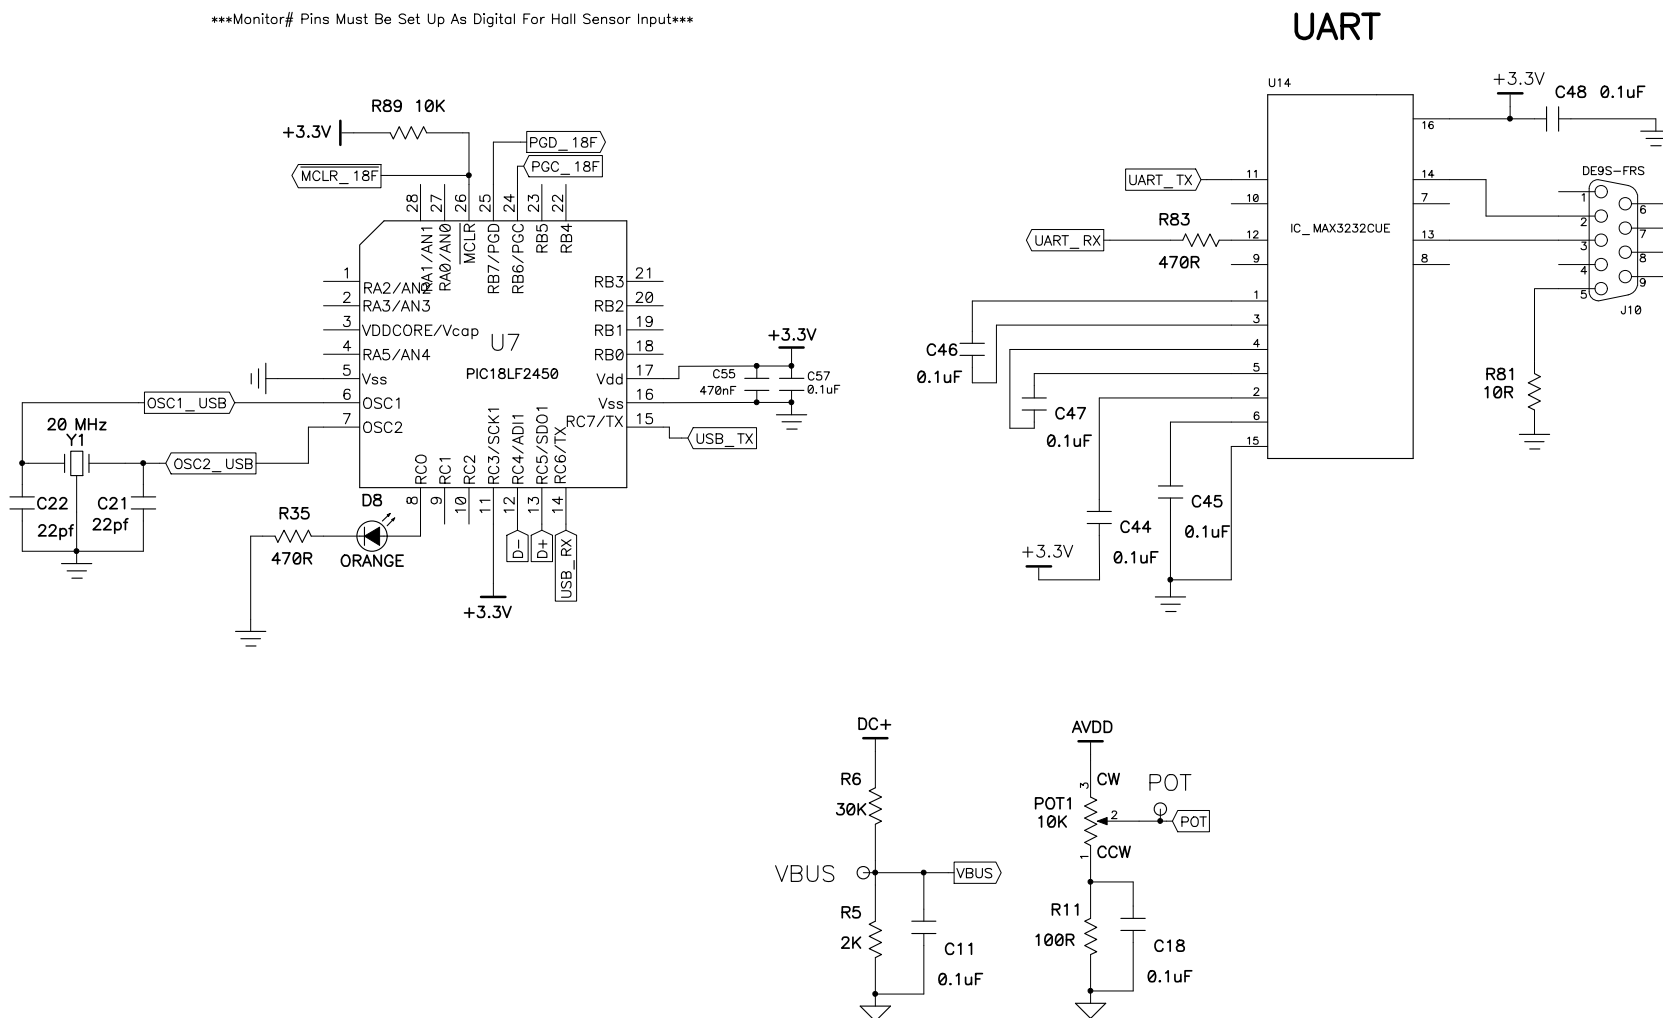 ***Monitor# Pins Must Be Set Up As Digital For Hall Sensor Input***
UART
R89 10K
+3.3V
MCLR_18F
PGD_18F
PGC_18F
28
27
26
25
24
23
22
RA1/AN1
RA0/AN0
MCLR
RB7/PGD
RB6/PGC
RB5
RB4
1
RA2/AN2
2
RA3/AN3
3
VDDCORE/Vcap
4
RA5/AN4
5
Vss
6
OSC1
7
OSC2
U7
PIC18LF2450
RB3
21
RB2
20
RB1
19
RB0
18
Vdd
17
Vss
16
RC7/TX
15
RC0
RC1
RC2
RC3/SCK1
RC4/ADI1
RC5/SDO1
RC6/TX
8
9
10
11
12
13
14
+3.3V
C55
470nF
C57
0.1uF
USB_TX
OSC1_USB
20 MHz
Y1
OSC2_USB
C22
22pf
C21
22pf
R35
470R
D8
ORANGE
D-
D+
USB_RX
+3.3V
U14
IC_MAX3232CUE
UART_TX
11
10
UART_RX
R83
470R
12
9
1
3
4
5
2
6
15
16
14
7
13
8
+3.3V
C48 0.1uF
DE9S-FRS
1
2
3
4
5
6
7
8
9
J10
R81
10R
C46
0.1uF
C47
0.1uF
C44
0.1uF
C45
0.1uF
+3.3V
DC+
R6
30K
VBUS
VBUS
R5
2K
C11
0.1uF
AVDD
3
CW
POT1
10K
2
POT
POT
1
CCW
R11
100R
C18
0.1uF